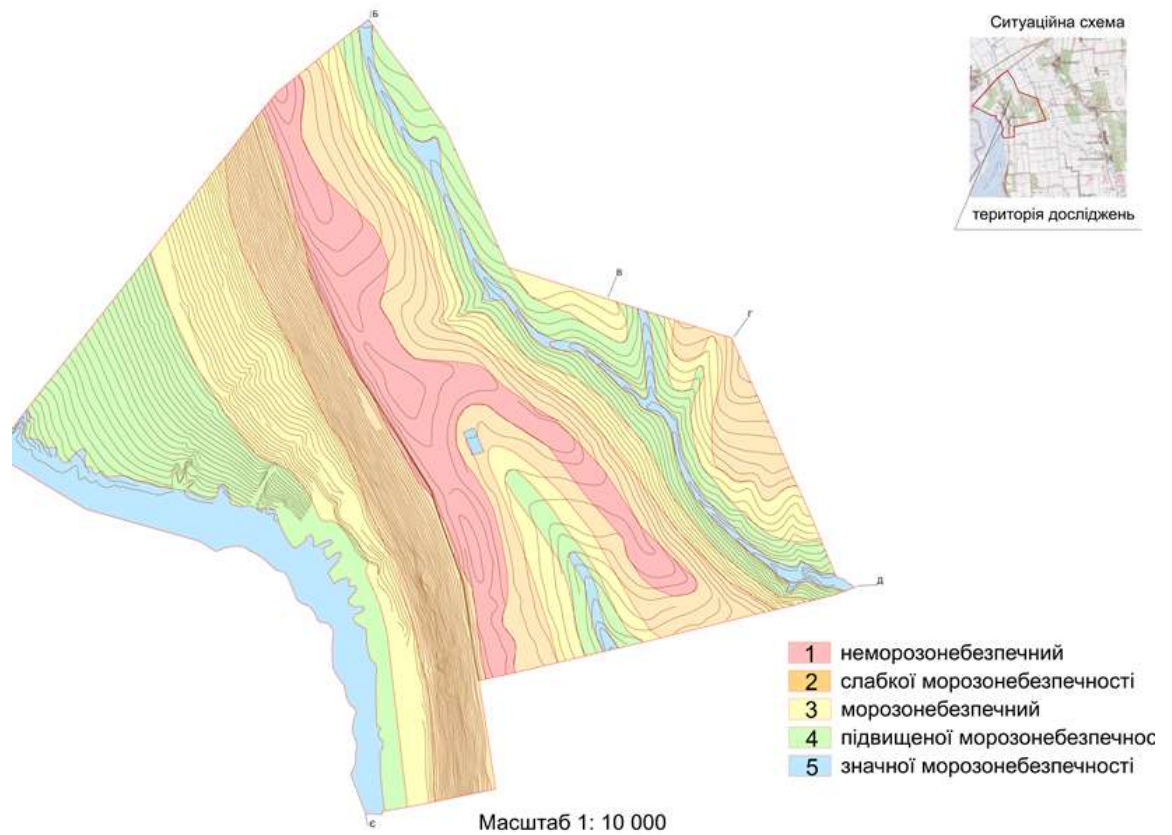 Б
Ситуаційна схема
територія досліджень
В
Г
Д
1 неморозонебезпечний
2 слабкої морозонебезпечності
3 морозонебезпечний
4 підвищеної морозонебезпечнос
5 значної морозонебезпечності
Масштаб 1: 10 000
Є